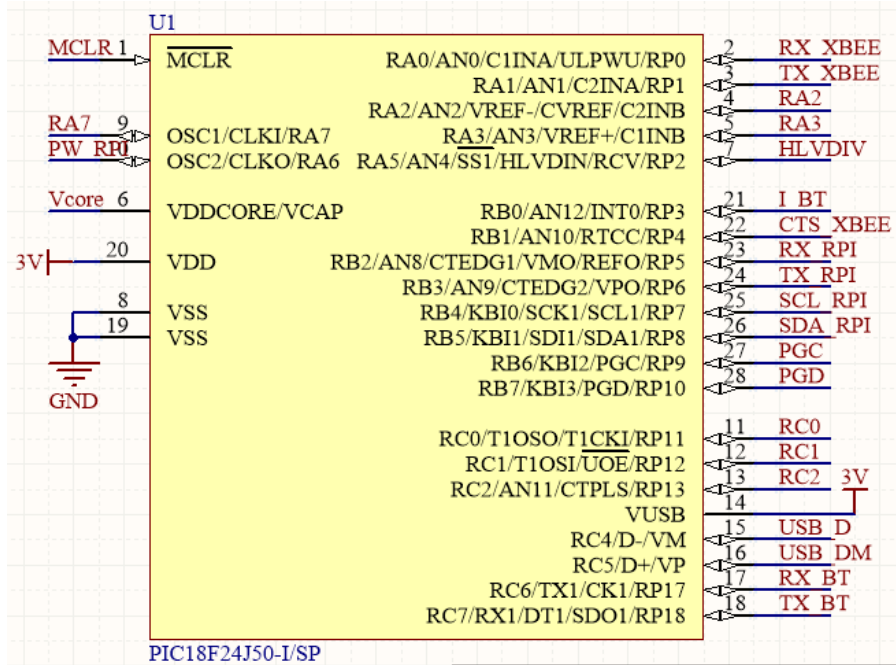 U1
MCLR 1 MCLR RA0/AN0/C1INA/ULPWU/RP0 2 RX_XBEE
RA1/AN1/C2INA/RP1 3 TX_XBEE
RA2/AN2/VREF-/CVREF/C2INB 4 RA2
RA7 9 OSC1/CLKI/RA7 RA3/AN3/VREF+/C1INB 5 RA3
PW_RPI 10 OSC2/CLKO/RA6 RA5/AN4/SS1/HLVDIN/RCV/RP2 7 HLVDIV
Vcore 6 VDDCORE/VCAP RB0/AN12/INT0/RP3 21 I_BT
RB1/AN10/RTCC/RP4 22 CTS_XBEE
3V 20 VDD RB2/AN8/CTEDG1/VMO/REFO/RP5 23 RX_RPI
RB3/AN9/CTEDG2/VPO/RP6 24 TX_RPI
8 VSS RB4/KBI0/SCK1/SCL1/RP7 25 SCL_RPI
19 VSS RB5/KBI1/SDI1/SDA1/RP8 26 SDA_RPI
RB6/KBI2/PGC/RP9 27 PGC
GND RB7/KBI3/PGD/RP10 28 PGD
RC0/T1OSO/T1CKI/RP11 11 RC0
RC1/T1OSI/UOE/RP12 12 RC1
RC2/AN11/CTPLS/RP13 13 RC2 3V
VUSB 14
RC4/D-/VM 15 USB_D
RC5/D+/VP 16 USB_DM
RC6/TX1/CK1/RP17 17 RX_BT
RC7/RX1/DT1/SDO1/RP18 18 TX_BT
PIC18F24J50-I/SP